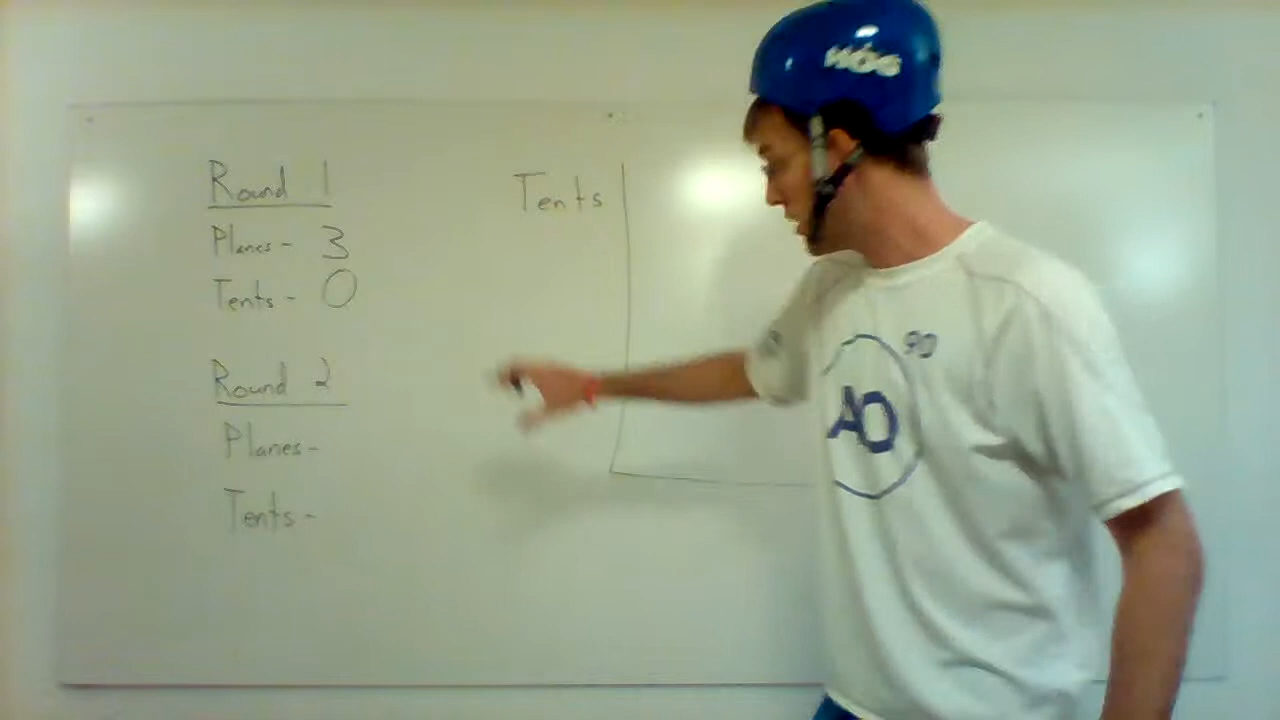 Round 1
Planes - 3
Tents - 0
Round 2
Planes -
Tents -
Tents
AO
90